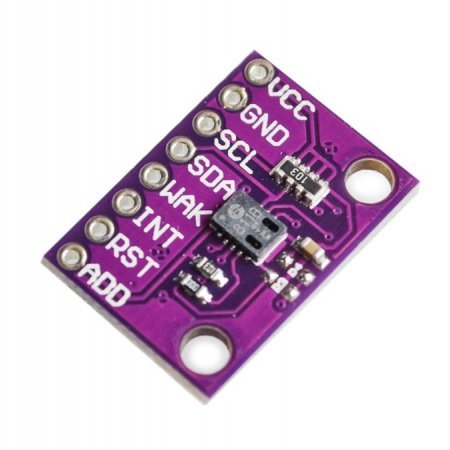 VCC
GND
SCL
SDA
WAK
INT
RST
ADD
103